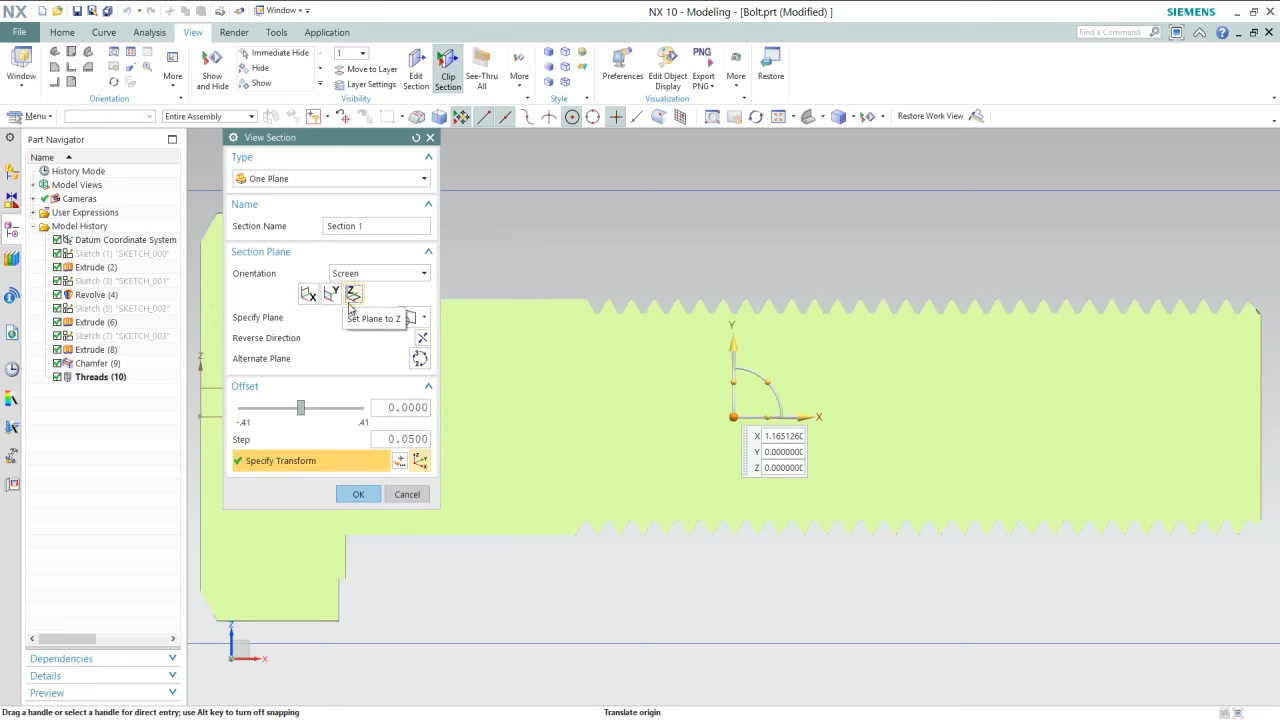 NX
Window
NX 10 - Modeling - [Bolt.prt (Modified) ]
SIEMENS
File
Home
Curve
Analysis
View
Render
Tools
Application
Find a Command
Window
More
Orientation
Show
and Hide
Immediate Hide
Hide
Show
1
Move to Layer
Layer Settings
Visibility
Edit
Section
Clip
Section
See-Thru
All
More
Style
Preferences
Edit Object
Display
PNG
Export
PNG
More
Visualization
Restore
Menu
Entire Assembly
Restore Work View
Part Navigator
Name
History Mode
Model Views
Cameras
User Expressions
Model History
Datum Coordinate System
Sketch (1) "SKETCH_000"
Extrude (2)
Sketch (3) "SKETCH_001"
Revolve (4)
Sketch (5) "SKETCH_002"
Extrude (6)
Sketch (7) "SKETCH_003"
Extrude (8)
Chamfer (9)
Threads (10)
Dependencies
Details
Preview
View Section
Type
One Plane
Name
Section Name
Section 1
Section Plane
Orientation
Screen
X
Y
Z
Specify Plane
Set Plane to Z
Reverse Direction
Alternate Plane
Offset
0.0000
-.41
.41
Step
0.0500
Specify Transform
OK
Cancel
Y
X
X 1.165126
Y 0.000000
Z 0.000000
Z
Z
X
Drag a handle or select a handle for direct entry; use Alt key to turn off snapping
Translate origin